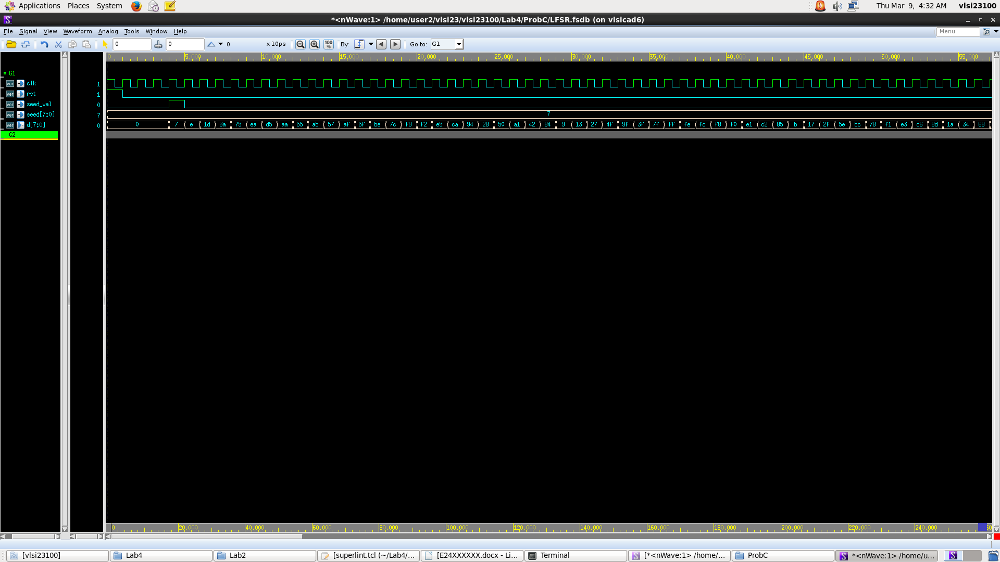 Applications Places System Thu Mar 9, 4:32 AM vlsi23100
*<nWave:1> /home/user2/vlsi23/vlsi23100/Lab4/ProbC/LFSR.fsdb (on vlsicad6)
File Signal View Waveform Analog Tools Window Help Menu
0 0 0 x 10ps 100 % By: Go to: G1
0 5,000 10,000 15,000 20,000 25,000 30,000 35,000 40,000 45,000 50,000 55,000
= G1
ver clk 1
ver rst 1
ver seed_val 0
ver seed[7:0] 7 7
ver d[7:0] 0 0 7 e 1d 3a 75 ea d5 aa 55 ab 57 af 5f be 7c f9 f2 e5 ca 94 28 50 a1 42 84 9 13 27 4f 9f 3f 7f ff fe fc f8 f0 e1 c2 85 b 17 2f 5e bc 78 f1 e3 c6 8d 1a 34 68
G2
0 20,000 40,000 60,000 80,000 100,000 120,000 140,000 160,000 180,000 200,000 220,000 240,000
[vlsi23100] Lab4 Lab2 [superlint.tcl (~/Lab4/... [E24XXXXXX.docx - Li... Terminal [*<nWave:1> /home/... ProbC *<nWave:1> /home/u...